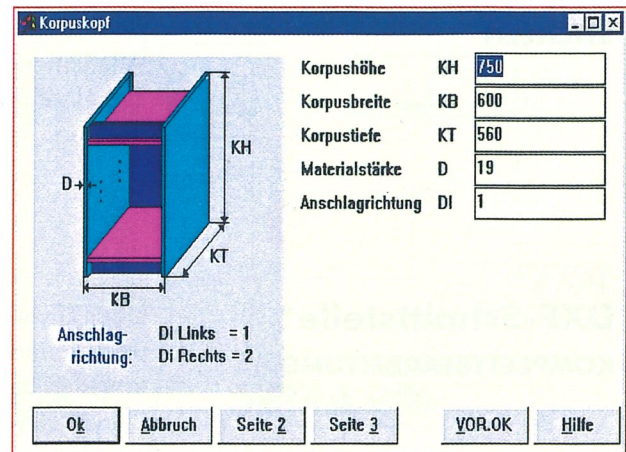 Korpuskopf
Korpushöhe KH 750
Korpusbreite KB 600
Korpustiefe KT 560
Materialstärke D 19
Anschlagrichtung DI 1
KH
D
KT
KB
Anschlag- DI Links = 1
richtung: Di Rechts = 2
Ok Abbruch Seite 2 Seite 3 VOR.OK Hilfe